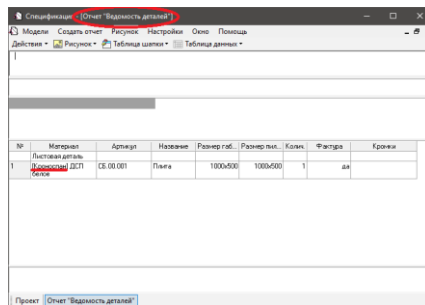 Спецификация - [Отчет "Ведомость деталей"]
Модели Создать отчет Рисунок Настройки Окно Помощь
Действия Рисунок Таблица шапки Таблица данных
№ Материал Артикул Название Размер габ... Размер пил... Колич. Фактура Кромки
Листовая деталь
1 [Кроноспан] ДСП белое СБ.00.001 Плита 1000x500 1000x500 1 да
Проект Отчет "Ведомость деталей"